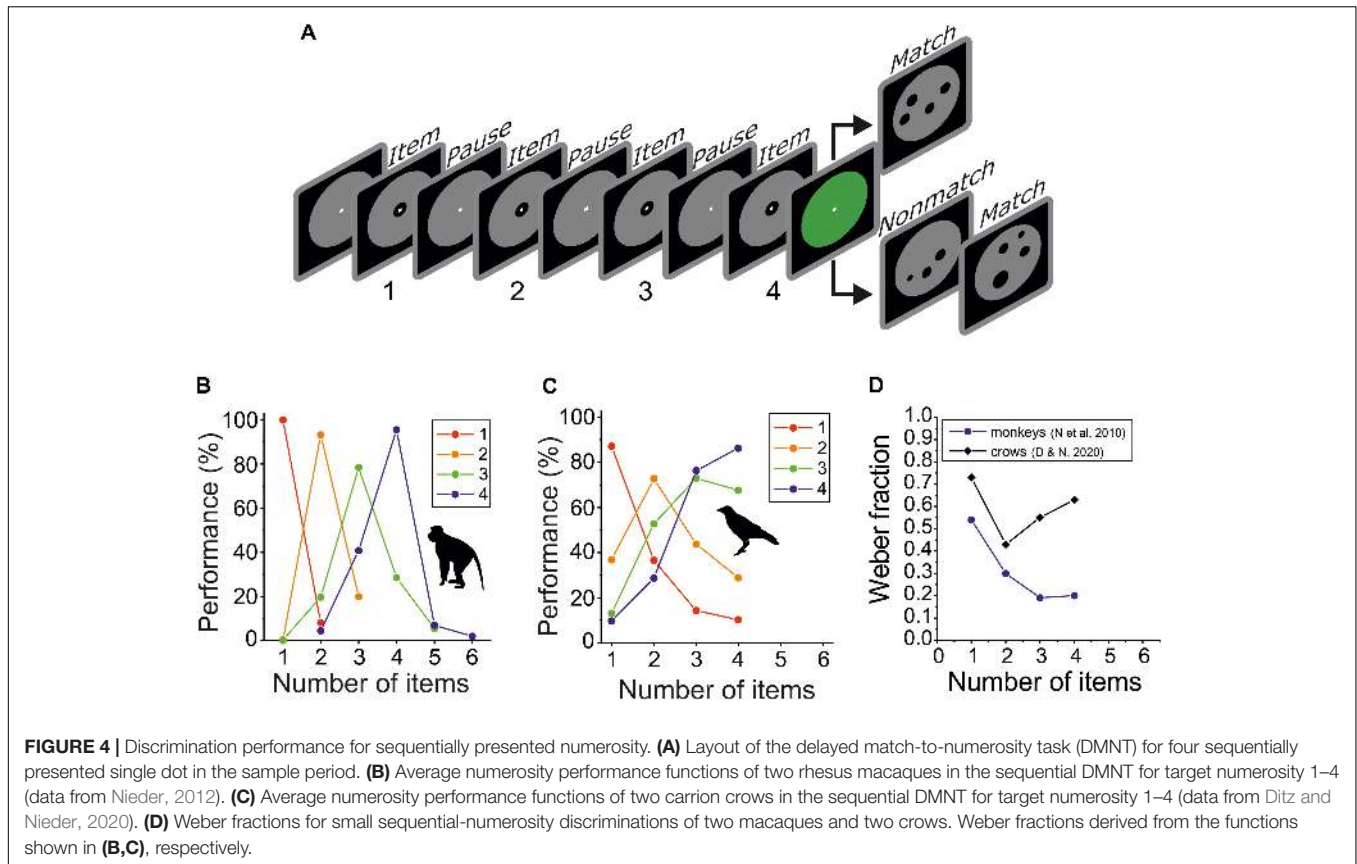 A
Item
Pause
Item
Pause
Item
Pause
Item
Match
Nonmatch
Match
1 2 3 4
B
Performance (%)
100
80
60
40
20
0
1 2 3 4 5 6
Number of items
1
2
3
4
C
Performance (%)
100
80
60
40
20
0
1 2 3 4 5 6
Number of items
1
2
3
4
D
Weber fraction
1.0
0.9
0.8
0.7
0.6
0.5
0.4
0.3
0.2
0.1
0.0
0 1 2 3 4 5 6
Number of items
monkeys (N et al. 2010)
crows (D & N. 2020)
FIGURE 4 | Discrimination performance for sequentially presented numerosity. (A) Layout of the delayed match-to-numerosity task (DMNT) for four sequentially
presented single dot in the sample period. (B) Average numerosity performance functions of two rhesus macaques in the sequential DMNT for target numerosity 1–4
(data from Nieder, 2012). (C) Average numerosity performance functions of two carrion crows in the sequential DMNT for target numerosity 1–4 (data from Ditz and
Nieder, 2020). (D) Weber fractions for small sequential-numerosity discriminations of two macaques and two crows. Weber fractions derived from the functions
shown in (B,C), respectively.